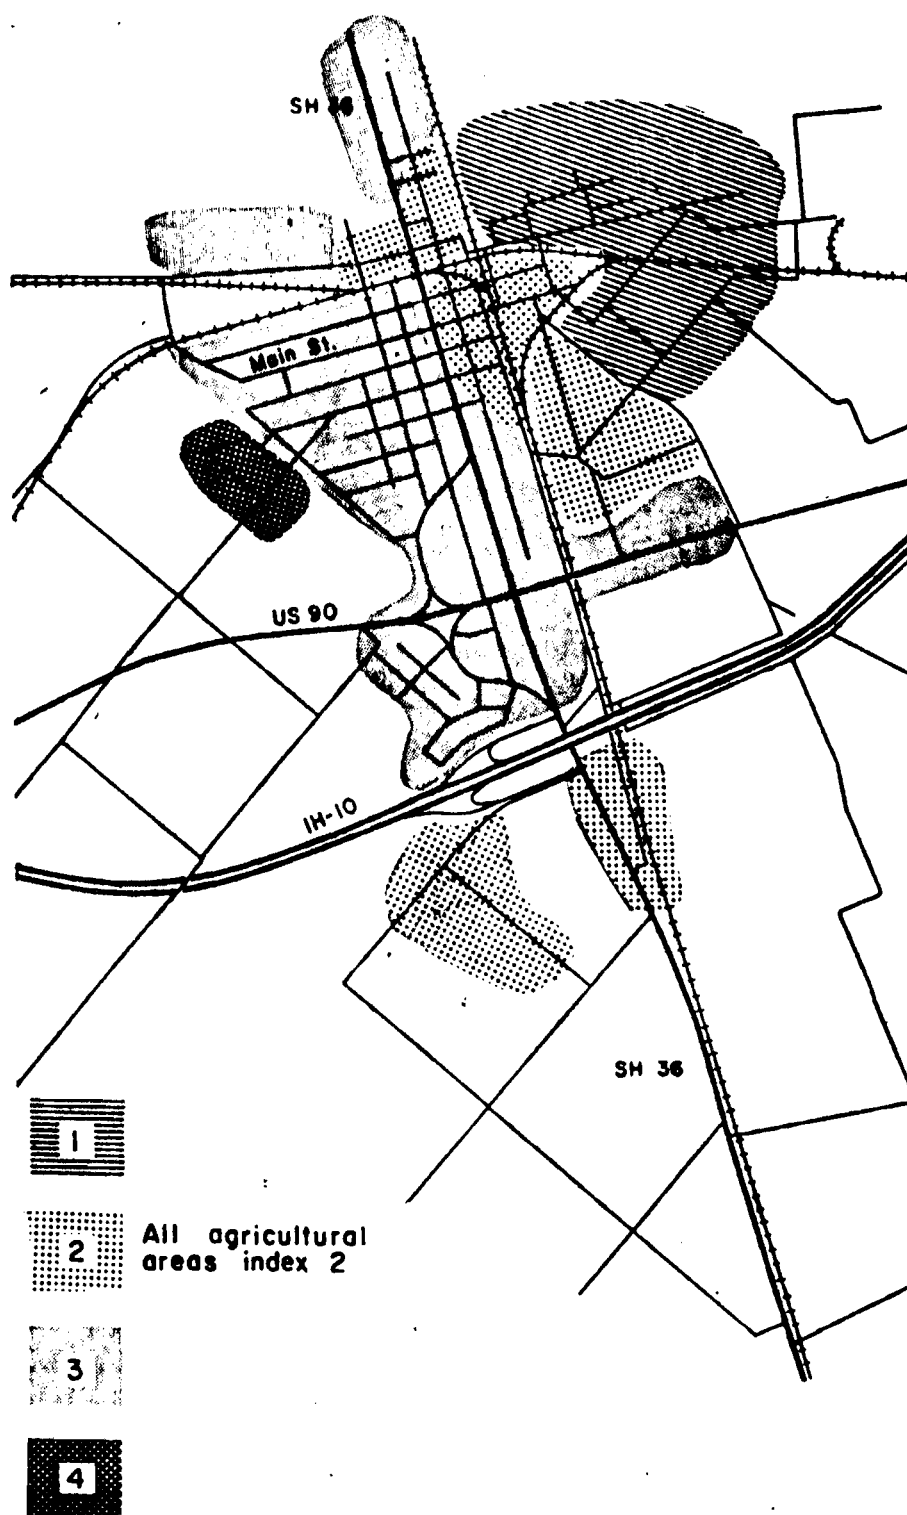 SH 36
Main St.
US 90
IH-10
SH 36
1
2
All agricultural
areas index 2
3
4